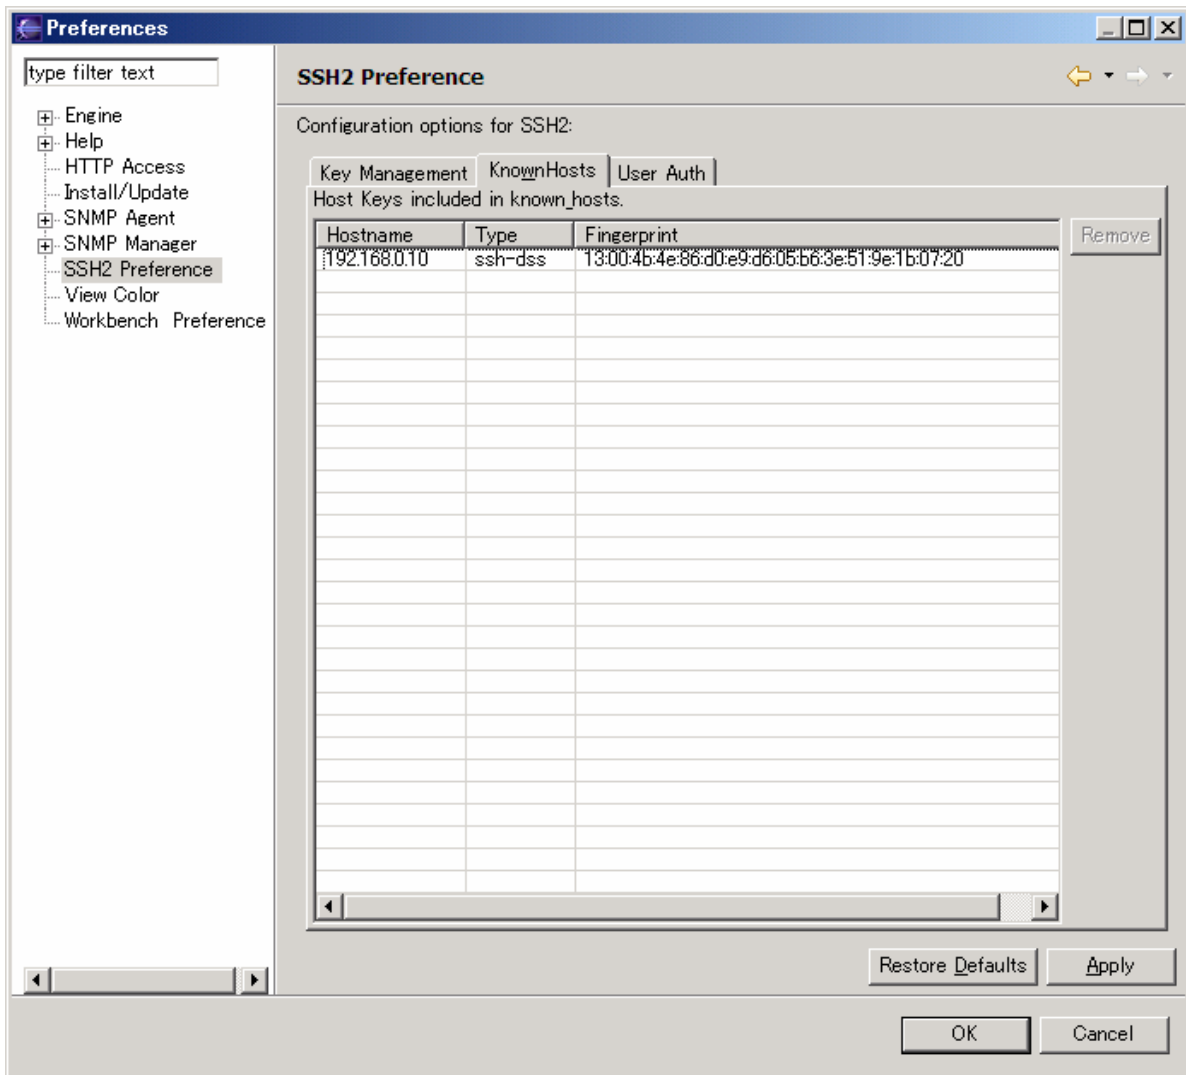 Preferences
type filter text
Engine
Help
HTTP Access
Install/Update
SNMP Agent
SNMP Manager
SSH2 Preference
View Color
Workbench Preference
SSH2 Preference
Configuration options for SSH2:
Key Management KnownHosts User Auth
Host Keys included in known_hosts.
Hostname Type Fingerprint
192.168.0.10 ssh-dss 13:00:4b:4e:86:d0:e9:d6:05:b6:3e:51:9e:1b:07:20
Remove
Restore Defaults Apply
OK Cancel